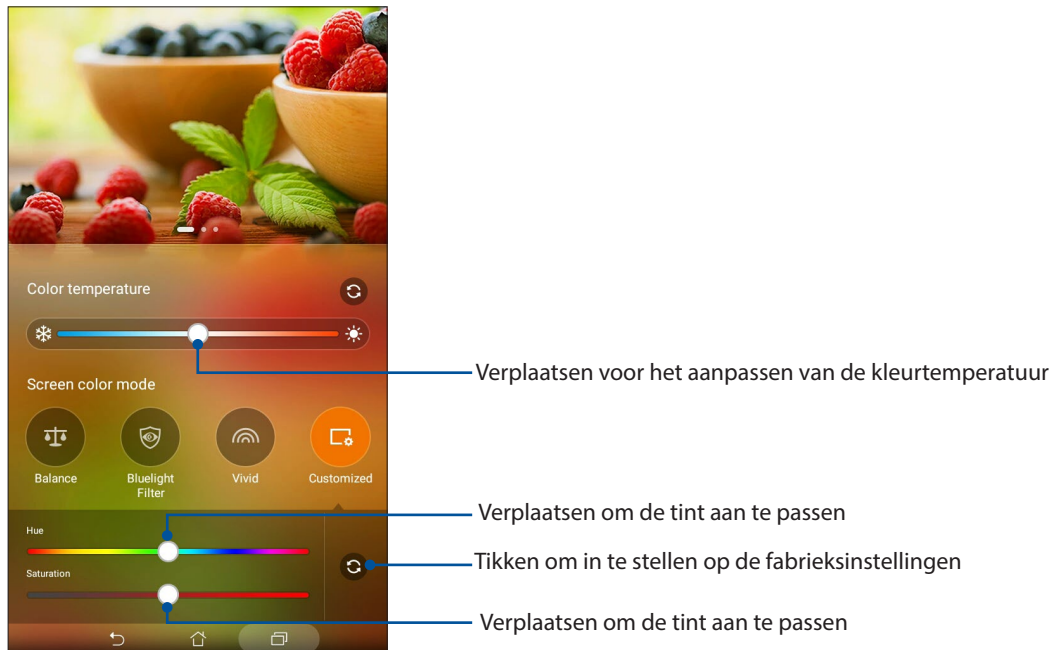 Color temperature
Verplaatsen voor het aanpassen van de kleurtemperatuur
Screen color mode
Balance
Bluelight
Filter
Vivid
Customized
Verplaatsen om de tint aan te passen
Hue
Tikken om in te stellen op de fabrieksinstellingen
Saturation
Verplaatsen om de tint aan te passen